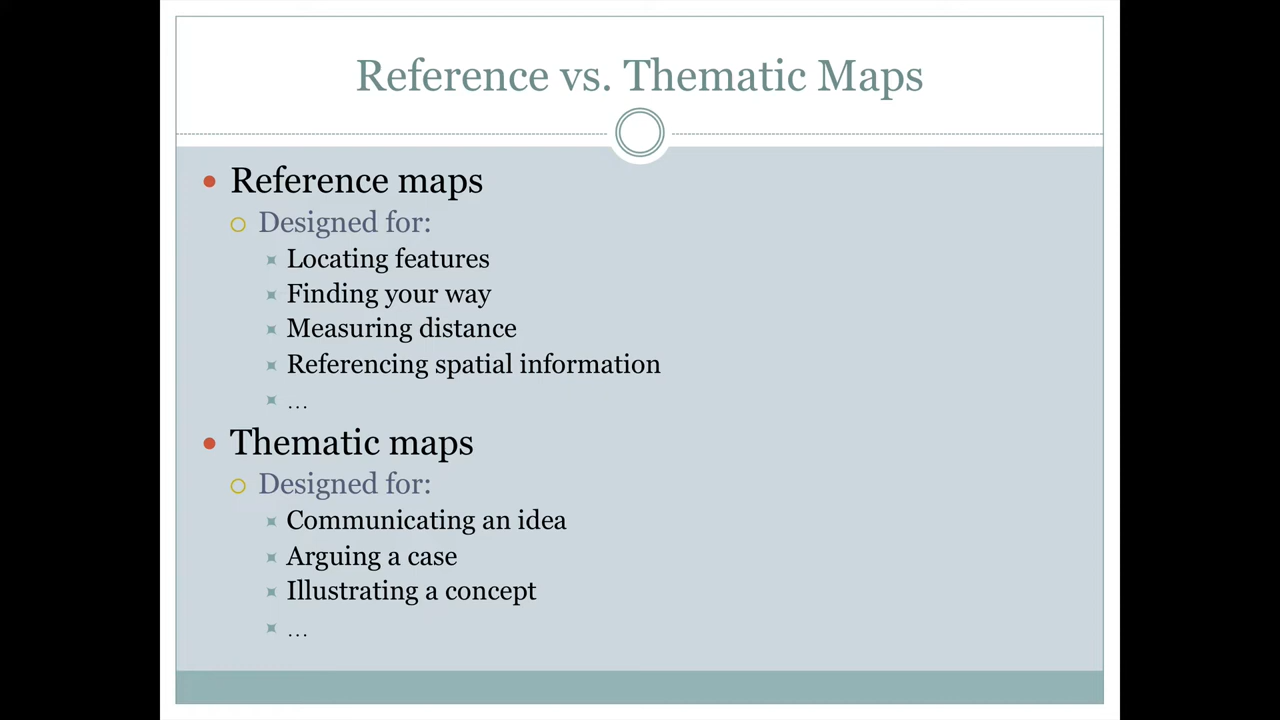 Reference vs. Thematic Maps
Reference maps
Designed for:
Locating features
Finding your way
Measuring distance
Referencing spatial information
…
Thematic maps
Designed for:
Communicating an idea
Arguing a case
Illustrating a concept
…